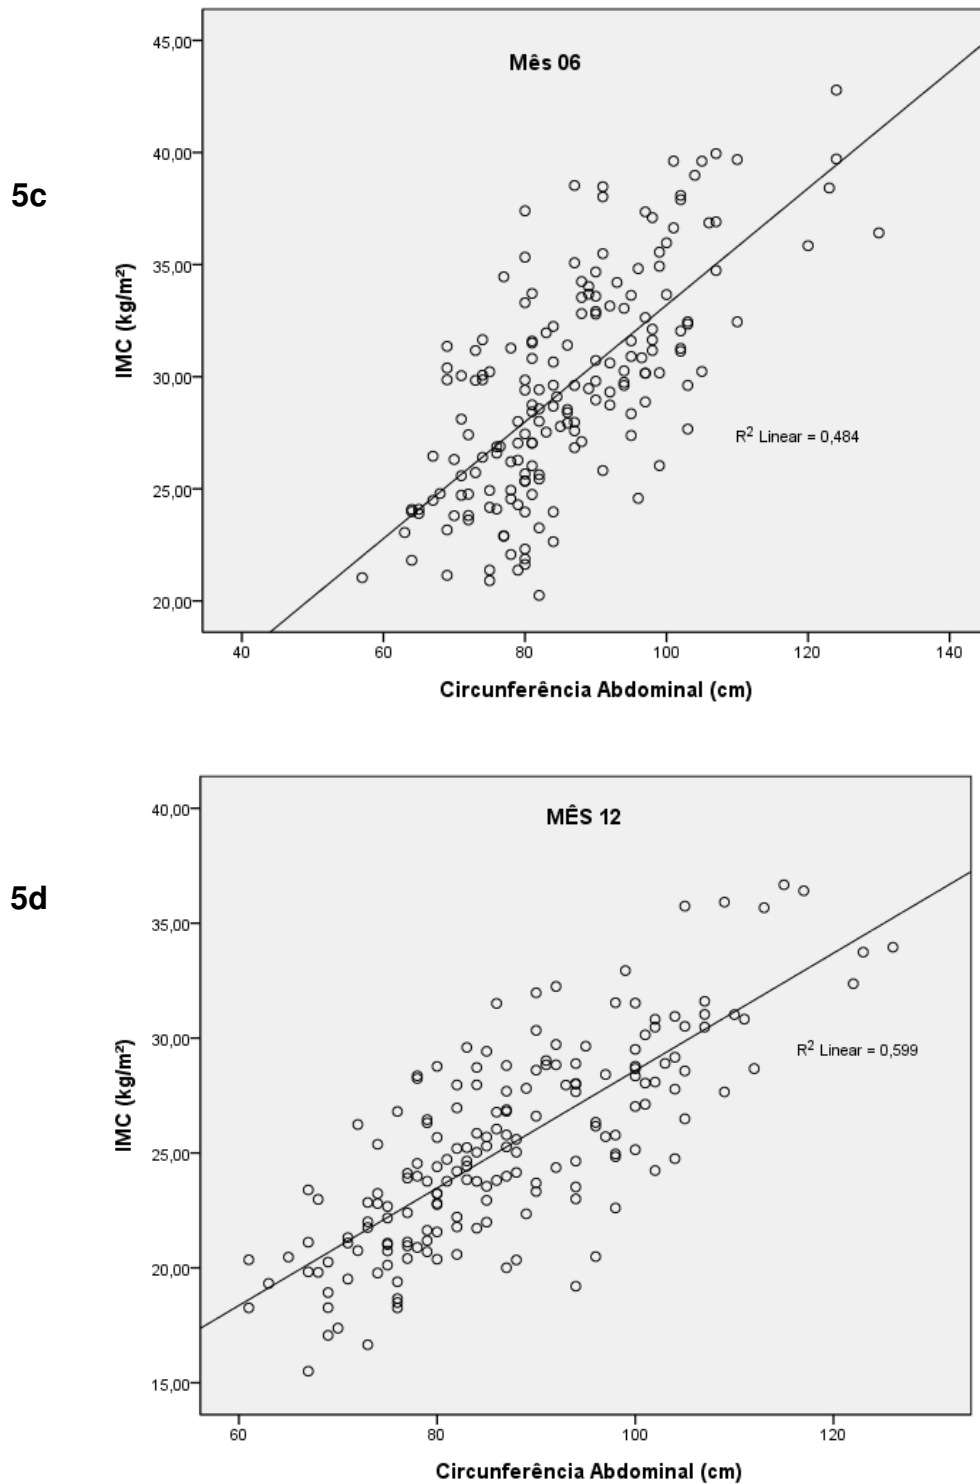 Mês 06
5c
IMC (kg/m²)
45,00
40,00
35,00
30,00
25,00
20,00
R² Linear = 0,484
40 60 80 100 120 140
Circunferência Abdominal (cm)
MÊS 12
5d
IMC (kg/m²)
40,00
35,00
30,00
25,00
20,00
15,00
R² Linear = 0,599
60 80 100 120
Circunferência Abdominal (cm)